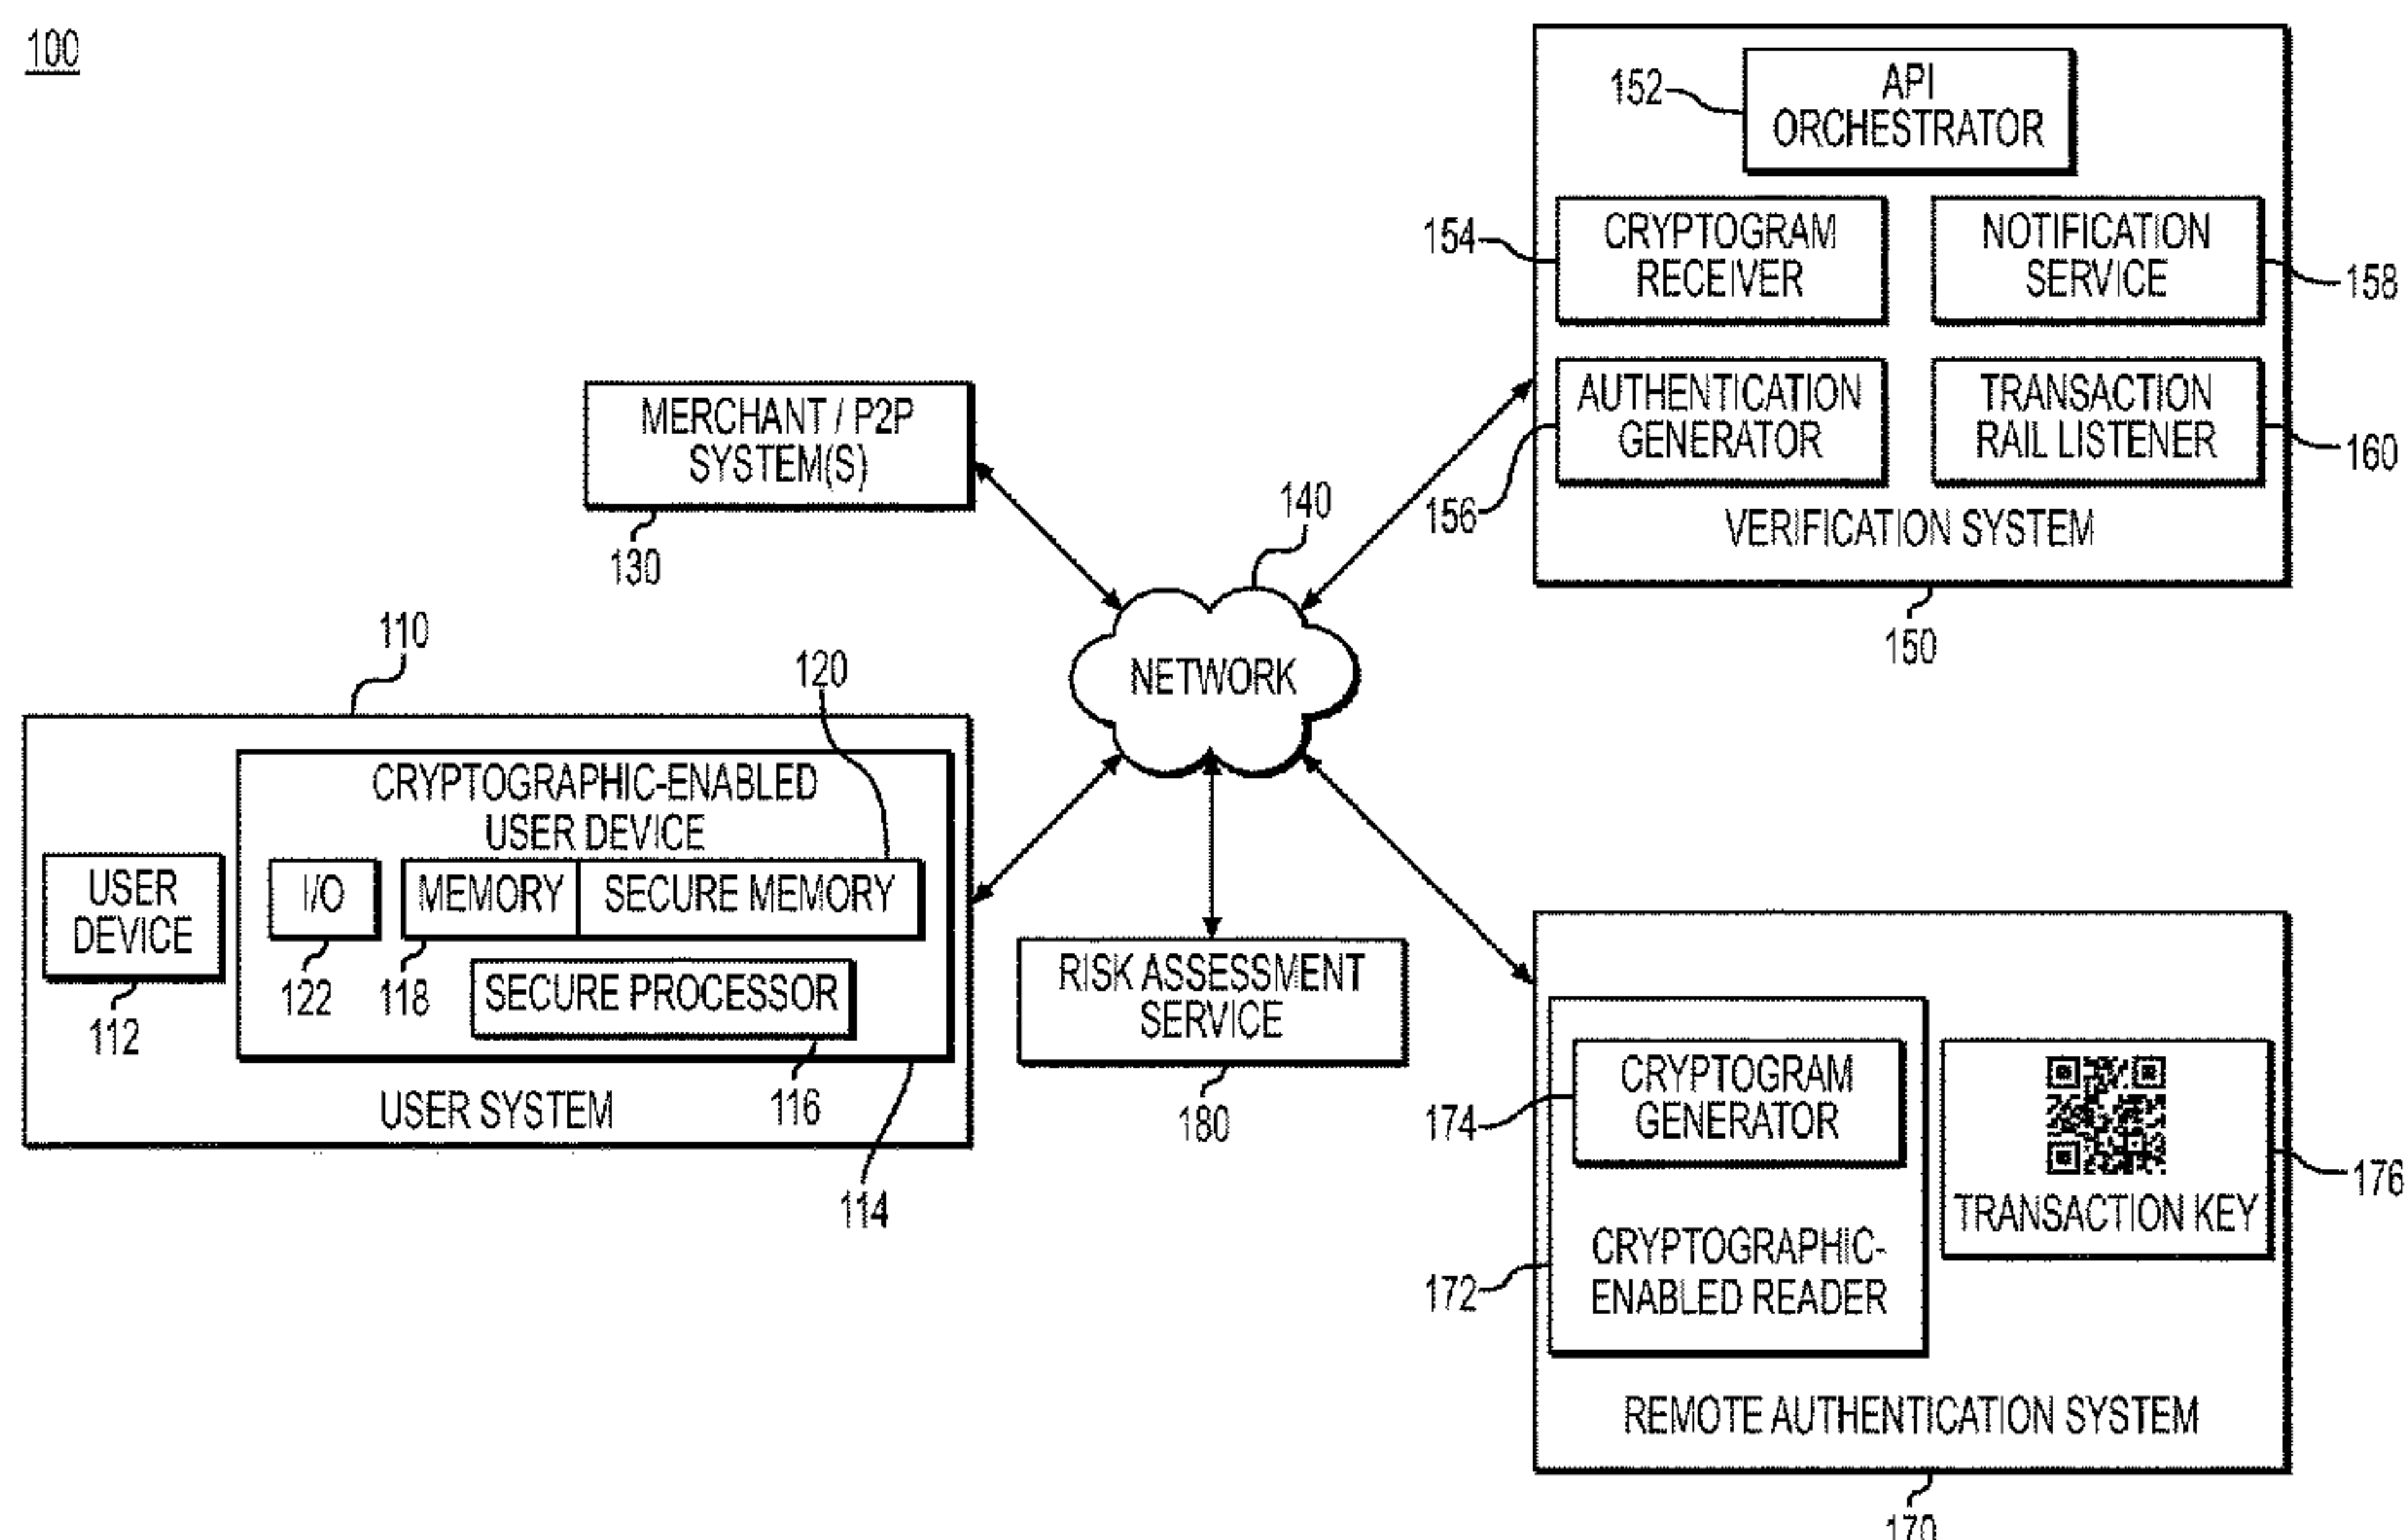 100
152
API
ORCHESTRATOR
154
CRYPTOGRAM
RECEIVER
NOTIFICATION
SERVICE
158
156
AUTHENTICATION
GENERATOR
TRANSACTION
RAIL LISTENER
160
VERIFICATION SYSTEM
150
MERCHANT / P2P
SYSTEM(S)
130
140
NETWORK
110
120
CRYPTOGRAPHIC-ENABLED
USER DEVICE
USER
DEVICE
112
I/O
122
MEMORY
118
SECURE MEMORY
SECURE PROCESSOR
116
USER SYSTEM
114
RISK ASSESSMENT
SERVICE
180
174
CRYPTOGRAM
GENERATOR
172
CRYPTOGRAPHIC-
ENABLED READER
TRANSACTION KEY
176
REMOTE AUTHENTICATION SYSTEM
170